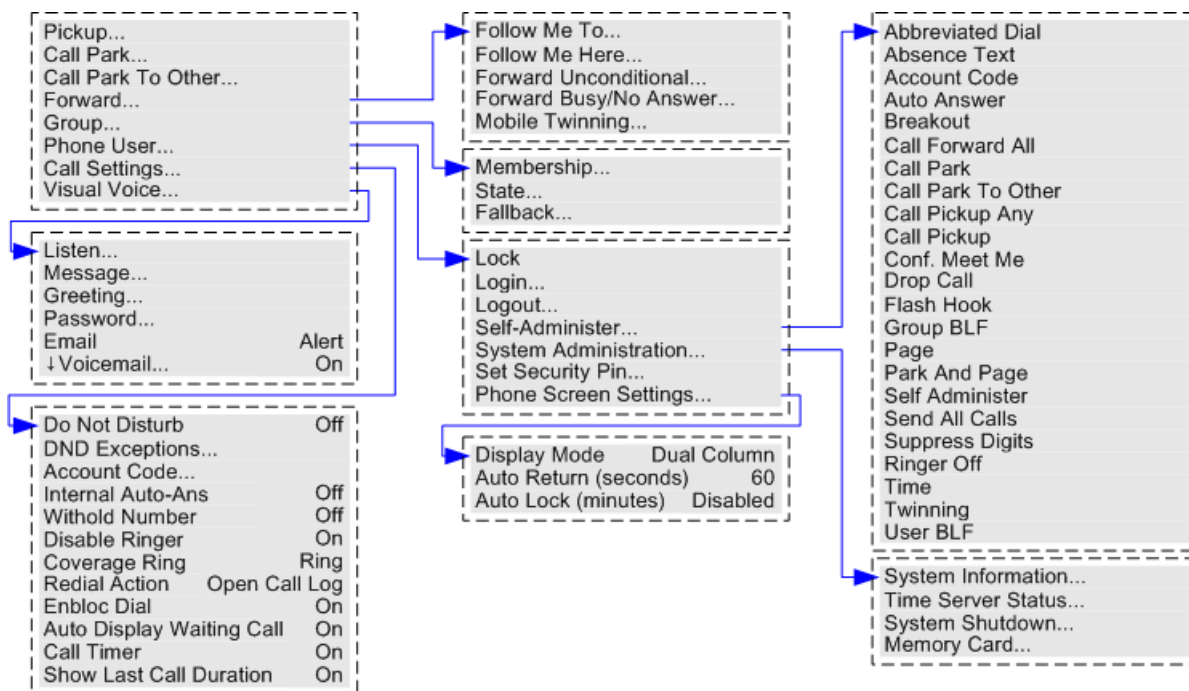 Pickup...
Call Park...
Call Park To Other...
Forward...
Group...
Phone User...
Call Settings...
Visual Voice...
Listen...
Message...
Greeting...
Password...
Email Alert
↓Voicemail... On
Do Not Disturb Off
DND Exceptions...
Account Code...
Internal Auto-Ans Off
Withold Number Off
Disable Ringer On
Coverage Ring Ring
Redial Action Open Call Log
Enbloc Dial On
Auto Display Waiting Call On
Call Timer On
Show Last Call Duration On
Follow Me To...
Follow Me Here...
Forward Unconditional...
Forward Busy/No Answer...
Mobile Twinning...
Membership...
State...
Fallback...
Lock
Login...
Logout...
Self-Administer...
System Administration...
Set Security Pin...
Phone Screen Settings...
Display Mode Dual Column
Auto Return (seconds) 60
Auto Lock (minutes) Disabled
Abbreviated Dial
Absence Text
Account Code
Auto Answer
Breakout
Call Forward All
Call Park
Call Park To Other
Call Pickup Any
Call Pickup
Conf. Meet Me
Drop Call
Flash Hook
Group BLF
Page
Park And Page
Self Administer
Send All Calls
Suppress Digits
Ringer Off
Time
Twinning
User BLF
System Information...
Time Server Status...
System Shutdown...
Memory Card...